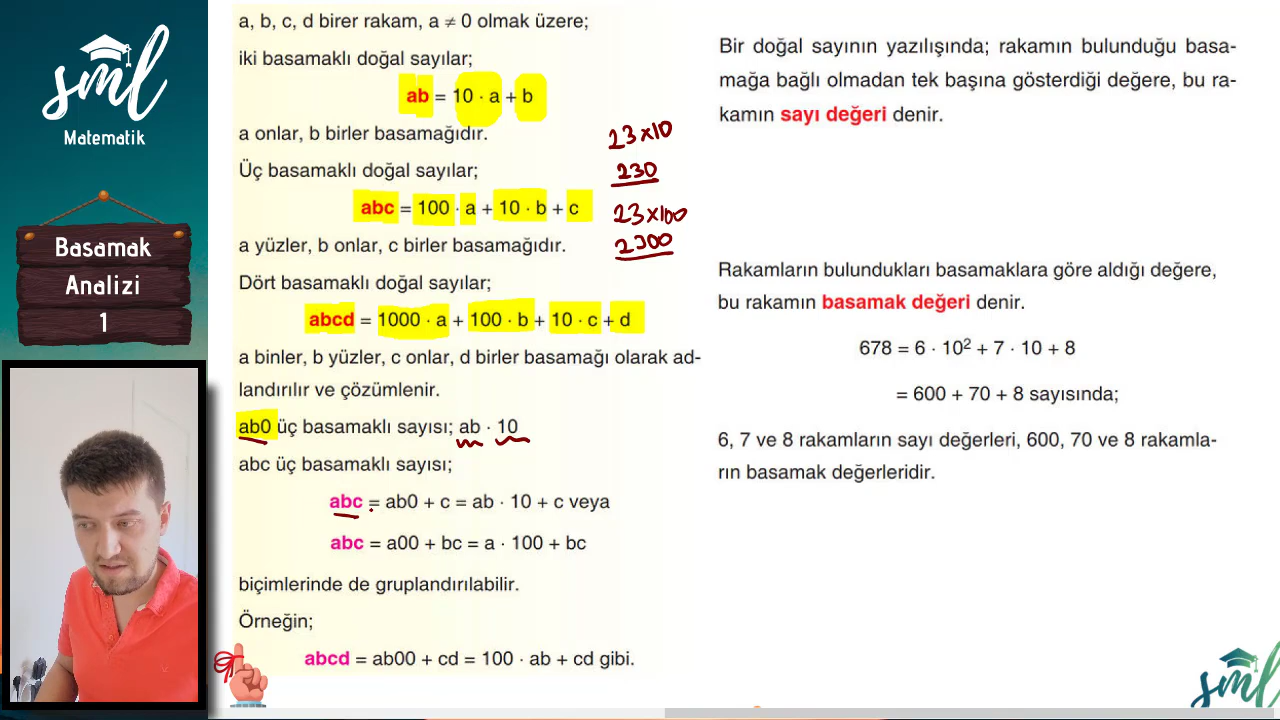 sml
Matematik
Basamak
Analizi
1
a, b, c, d birer rakam, a ≠ 0 olmak üzere;
iki basamaklı doğal sayılar;
ab = 10 · a + b
a onlar, b birler basamağıdır.
23×10
Üç basamaklı doğal sayılar;
230
abc = 100 · a + 10 · b + c
23×100
a yüzler, b onlar, c birler basamağıdır.
2300
Dört basamaklı doğal sayılar;
abcd = 1000 · a + 100 · b + 10 · c + d
a binler, b yüzler, c onlar, d birler basamağı olarak ad-
landırılır ve çözümlenir.
ab0 üç basamaklı sayısı; ab · 10
abc üç basamaklı sayısı;
abc = ab0 + c = ab · 10 + c veya
abc = a00 + bc = a · 100 + bc
biçimlerinde de gruplandırılabilir.
Örneğin;
abcd = ab00 + cd = 100 · ab + cd gibi.
Bir doğal sayının yazılışında; rakamın bulunduğu basa-
mağa bağlı olmadan tek başına gösterdiği değere, bu ra-
kamın sayı değeri denir.
Rakamların bulundukları basamaklara göre aldığı değere,
bu rakamın basamak değeri denir.
678 = 6 · 10² + 7 · 10 + 8
= 600 + 70 + 8 sayısında;
6, 7 ve 8 rakamların sayı değerleri, 600, 70 ve 8 rakamla-
rın basamak değerleridir.
sml